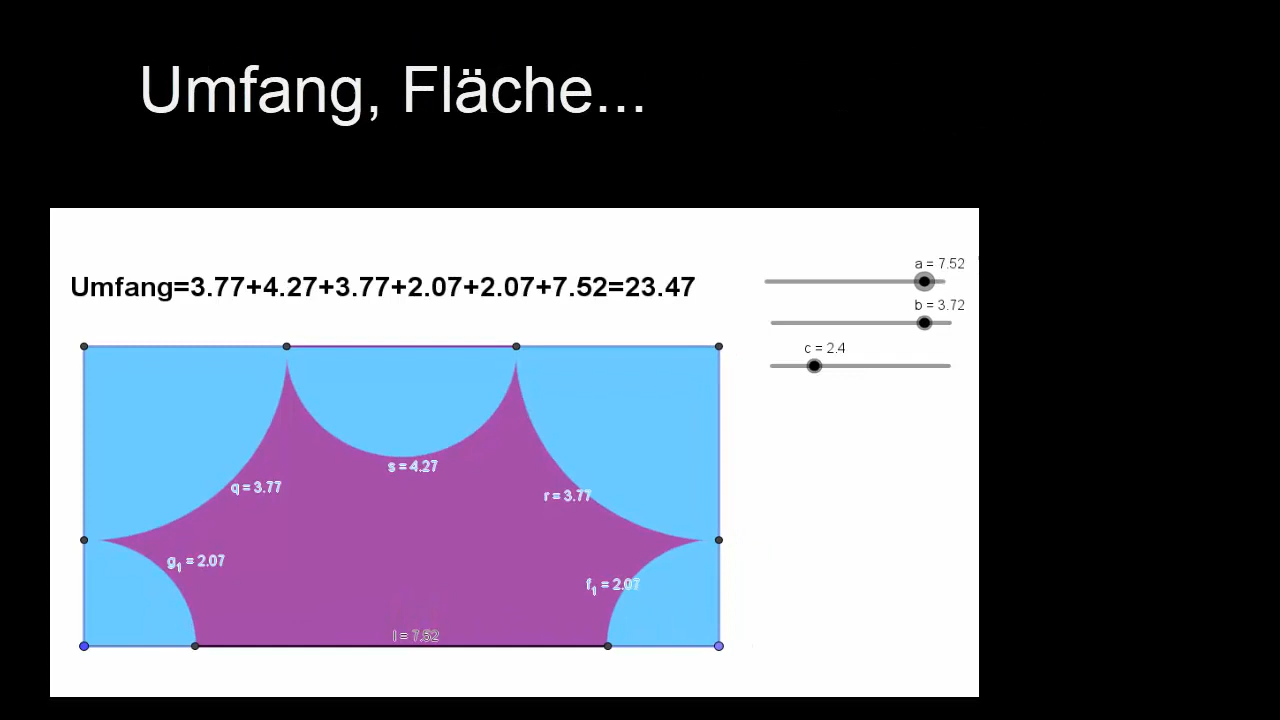 Umfang, Fläche...
Umfang=3.77+4.27+3.77+2.07+2.07+7.52=23.47
a = 7.52
b = 3.72
c = 2.4
s = 4.27
q = 3.77
r = 3.77
g₁ = 2.07
f₁ = 2.07
l = 7.52